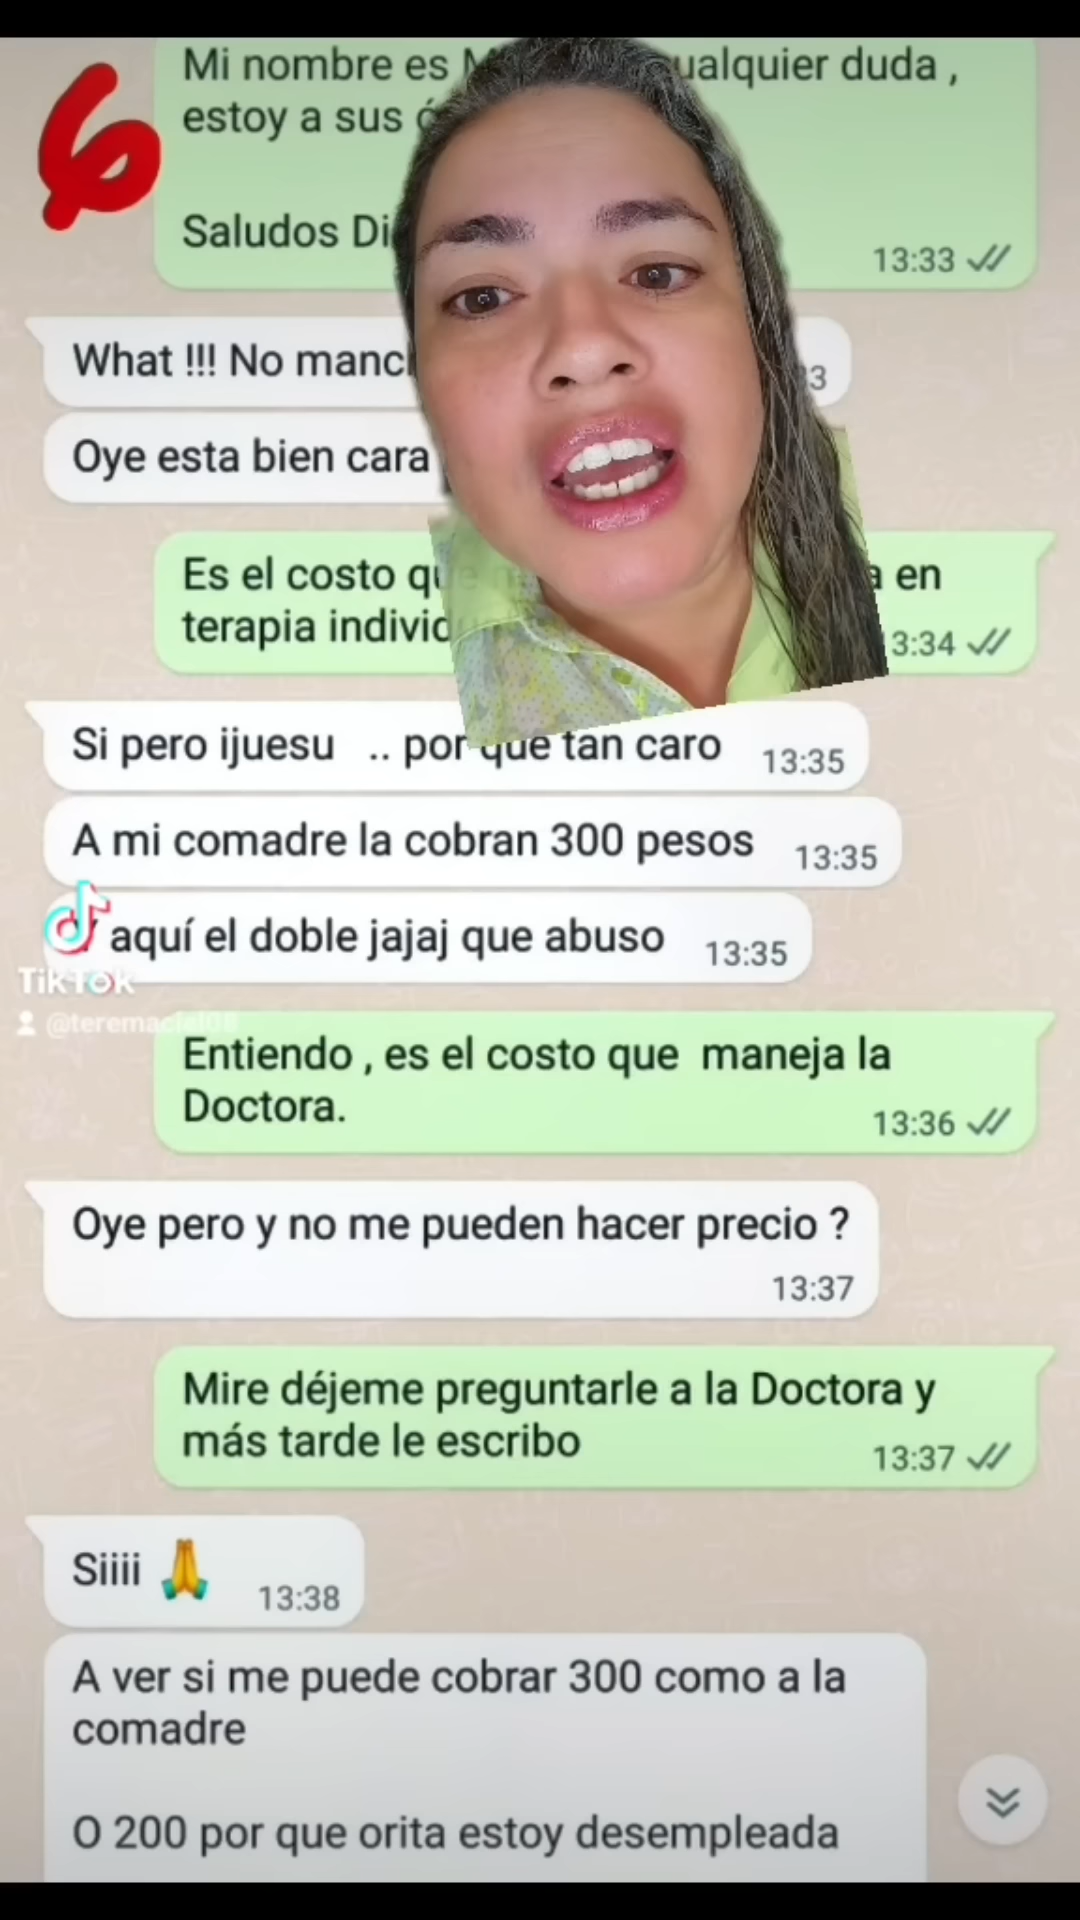 6
Mi nombre es M ualquier duda ,
estoy a sus ó
Saludos Di
13:33
What !!! No manc
3
Oye esta bien cara
Es el costo qu a en
terapia individ
3:34
Si pero ijuesu .. por que tan caro 13:35
A mi comadre la cobran 300 pesos 13:35
aquí el doble jajaj que abuso 13:35
TikTok
Entiendo , es el costo que maneja la
Doctora.
13:36
Oye pero y no me pueden hacer precio ?
13:37
Mire déjeme preguntarle a la Doctora y
más tarde le escribo
13:37
Siiii 🙏 13:38
A ver si me puede cobrar 300 como a la
comadre
O 200 por que orita estoy desempleada